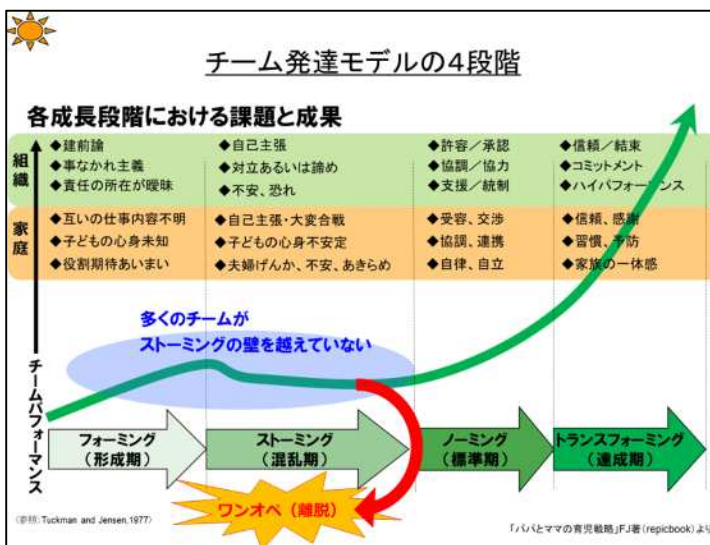 チーム発達モデルの4段階
各成長段階における課題と成果
組織
◆建前論
◆事なかれ主義
◆責任の所在が曖昧
◆自己主張
◆対立あるいは諦め
◆不安、恐れ
◆許容／承認
◆協調／協力
◆支援／統制
◆信頼／結束
◆コミットメント
◆ハイパフォーマンス
家庭
◆互いの仕事内容不明
◆子どもの心身未知
◆役割期待あいまい
◆自己主張・大変合戦
◆子どもの心身不安定
◆夫婦げんか、不安、あきらめ
◆受容、交渉
◆協調、連携
◆自律、自立
◆信頼、感謝
◆習慣、予防
◆家族の一体感
多くのチームが
ストーミングの壁を越えていない
チームパフォーマンス
フォーミング
（形成期）
ストーミング
（混乱期）
ノーミング
（標準期）
トランスフォーミング
（達成期）
ワンオペ（離脱）
（参照：Tuckman and Jensen,1977）
「パパとママの育児戦略」FJ著（repicbook）より